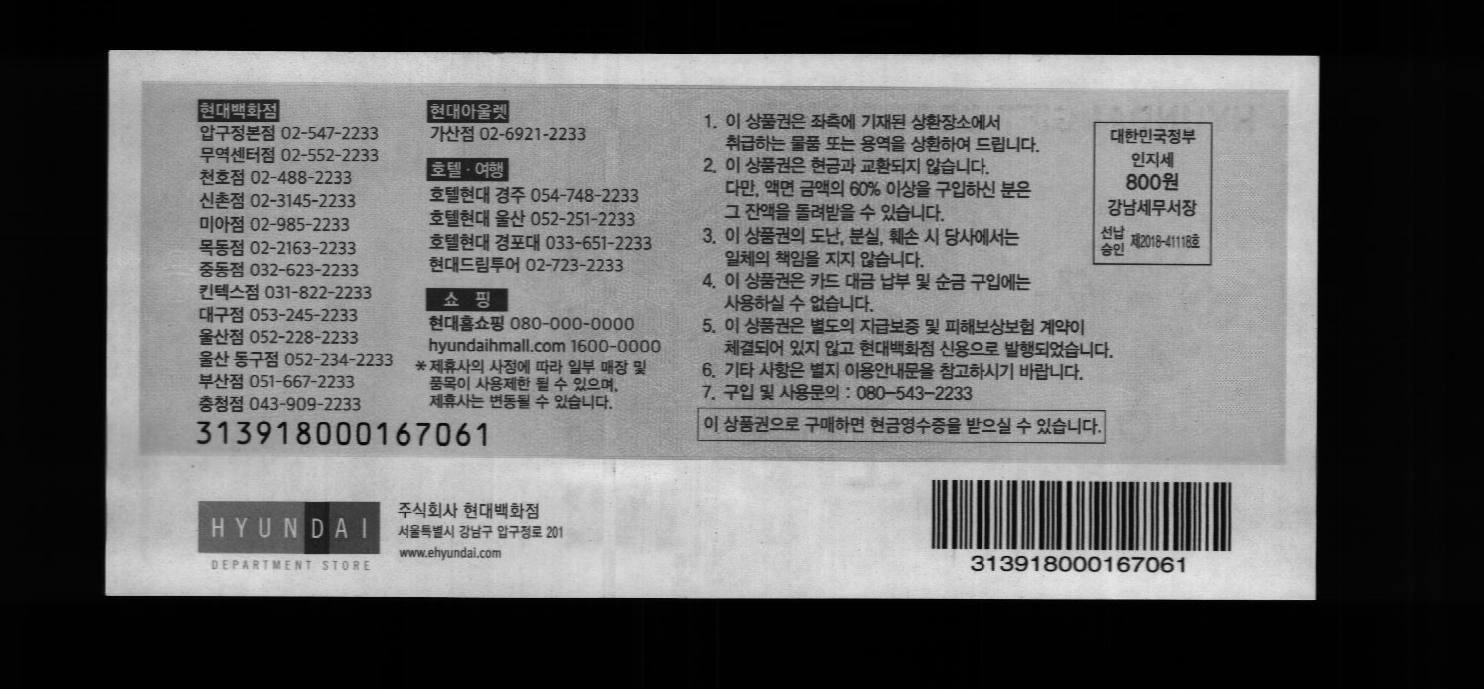 현대백화점
압구정본점 02-547-2233
무역센터점 02-552-2233
천호점 02-488-2233
신촌점 02-3145-2233
미아점 02-985-2233
목동점 02-2163-2233
중동점 032-623-2233
킨텍스점 031-822-2233
대구점 053-245-2233
울산점 052-228-2233
울산 동구점 052-234-2233
부산점 051-667-2233
충청점 043-909-2233
313918000167061
현대아울렛
가산점 02-6921-2233
호텔 · 여행
호텔현대 경주 054-748-2233
호텔현대 울산 052-251-2233
호텔현대 경포대 033-651-2233
현대드림투어 02-723-2233
쇼 핑
현대홈쇼핑 080-000-0000
hyundaihmall.com 1600-0000
* 제휴사의 사정에 따라 일부 매장 및
품목이 사용제한 될 수 있으며,
제휴사는 변동될 수 있습니다.
1. 이 상품권은 좌측에 기재된 상환장소에서
취급하는 물품 또는 용역을 상환하여 드립니다.
2. 이 상품권은 현금과 교환되지 않습니다.
다만, 액면 금액의 60% 이상을 구입하신 분은
그 잔액을 돌려받을 수 있습니다.
3. 이 상품권의 도난, 분실, 훼손 시 당사에서는
일체의 책임을 지지 않습니다.
4. 이 상품권은 카드 대금 납부 및 순금 구입에는
사용하실 수 없습니다.
5. 이 상품권은 별도의 지급보증 및 피해보상보험 계약이
체결되어 있지 않고 현대백화점 신용으로 발행되었습니다.
6. 기타 사항은 별지 이용안내문을 참고하시기 바랍니다.
7. 구입 및 사용문의 : 080-543-2233
이 상품권으로 구매하면 현금영수증을 받으실 수 있습니다.
대한민국정부
인지세
800원
강남세무서장
선납
승인 제2018-41118호
HYUNDAI
DEPARTMENT STORE
주식회사 현대백화점
서울특별시 강남구 압구정로 201
www.ehyundai.com
313918000167061